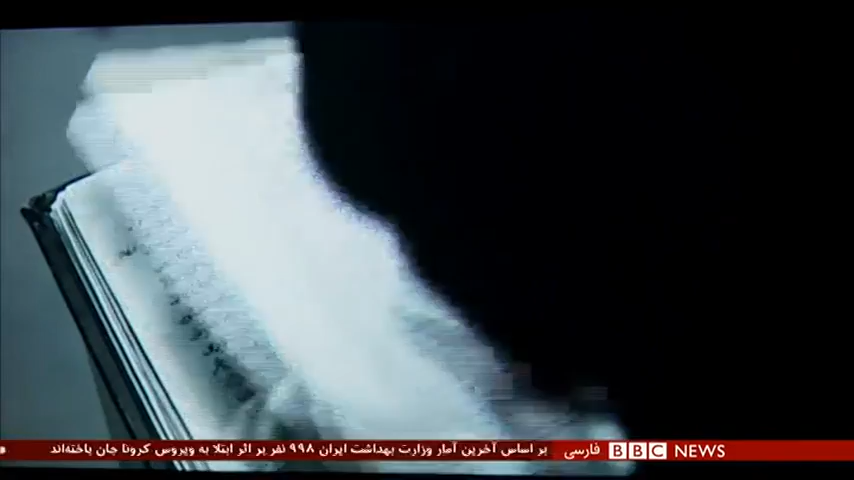 بر اساس آخرین آمار وزارت بهداشت ایران ۹۹۸ نفر بر اثر ابتلا به ویروس کرونا جان باخته‌اند
BBC NEWS فارسی